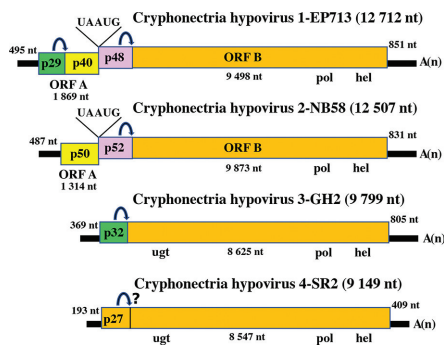 Cryphonectria hypovirus 1-EP713 (12 712 nt)
UAAUG
495 nt
851 nt
p29 p40 p48 ORF B
A(n)
ORF A
1 869 nt
9 498 nt pol hel
Cryphonectria hypovirus 2-NB58 (12 507 nt)
UAAUG
487 nt
831 nt
p50 p52 ORF B
A(n)
ORF A
1 314 nt
9 873 nt pol hel
Cryphonectria hypovirus 3-GH2 (9 799 nt)
369 nt
805 nt
p32
A(n)
ugt 8 625 nt pol hel
Cryphonectria hypovirus 4-SR2 (9 149 nt)
?
193 nt
409 nt
p27
A(n)
ugt 8 547 nt pol hel